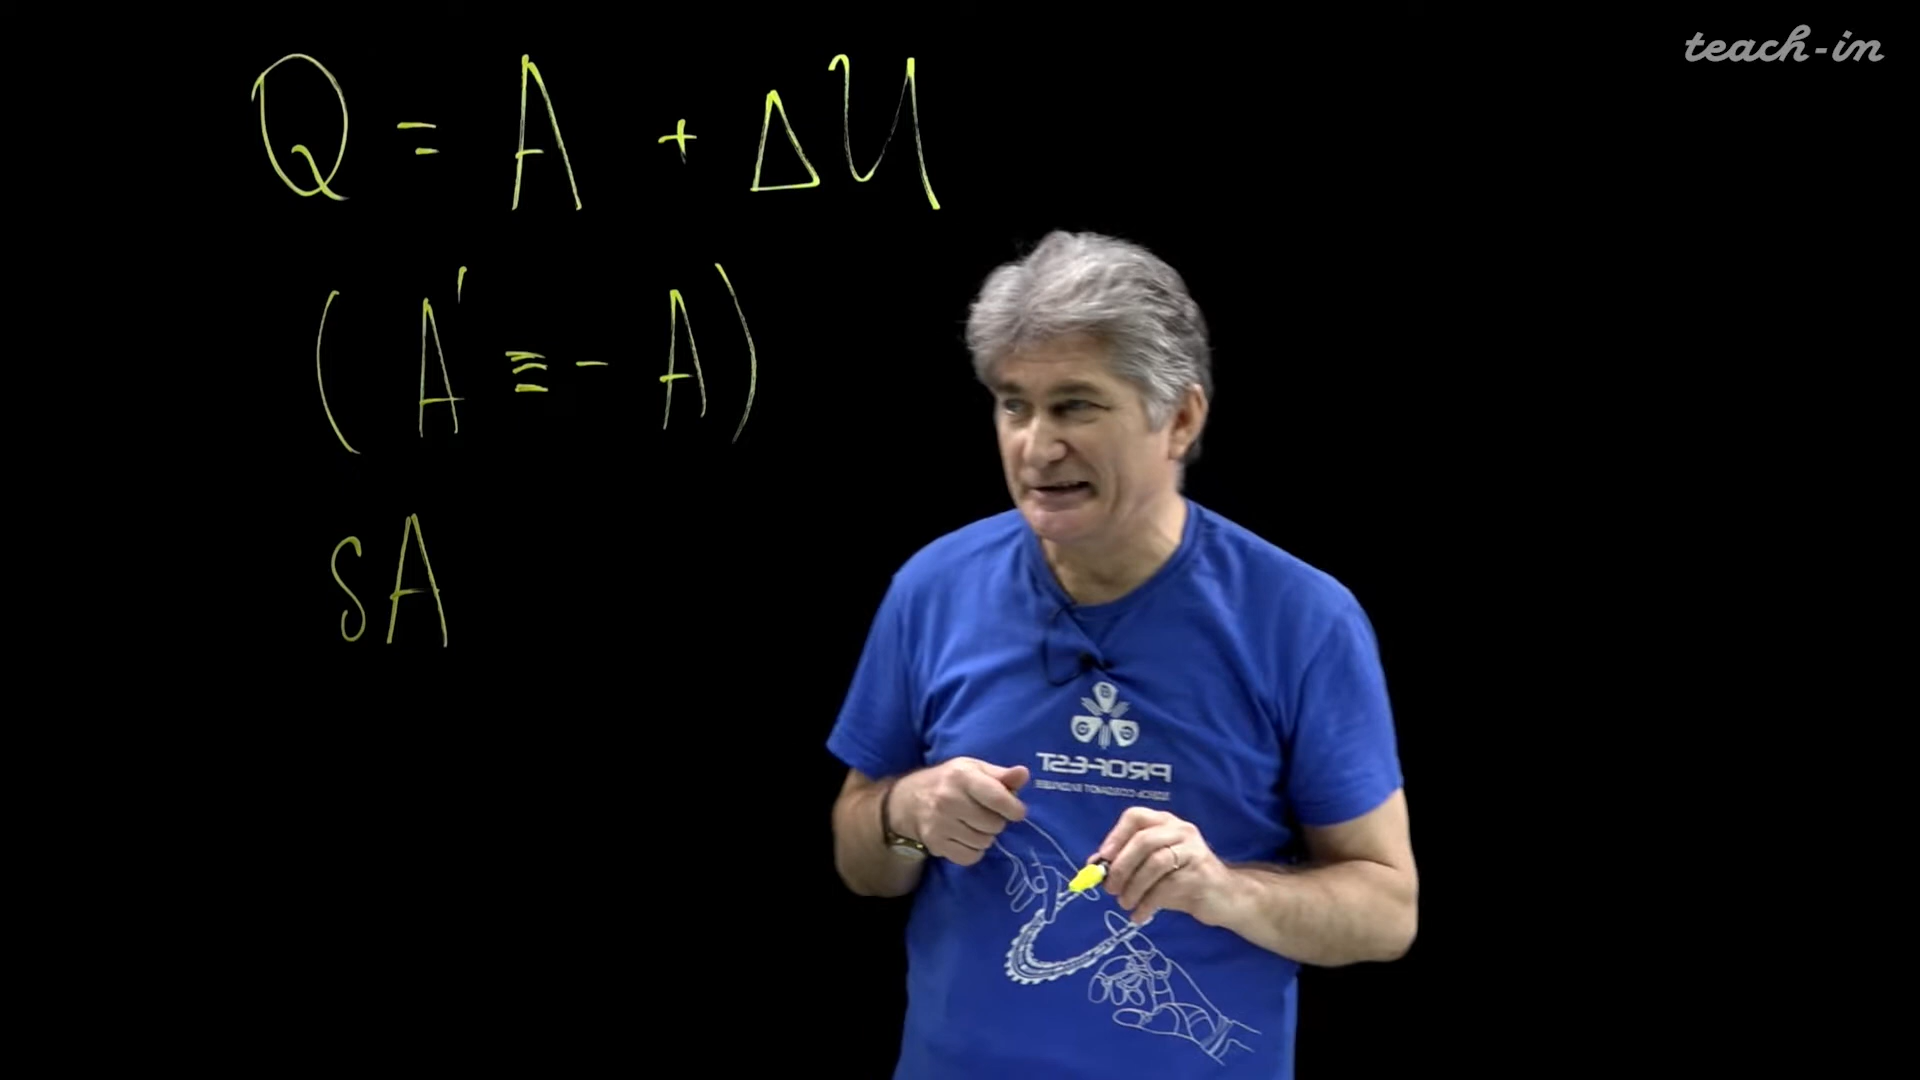 teach-in
Q = A + ΔU
(A' ≡ - A)
δA
PROFEST